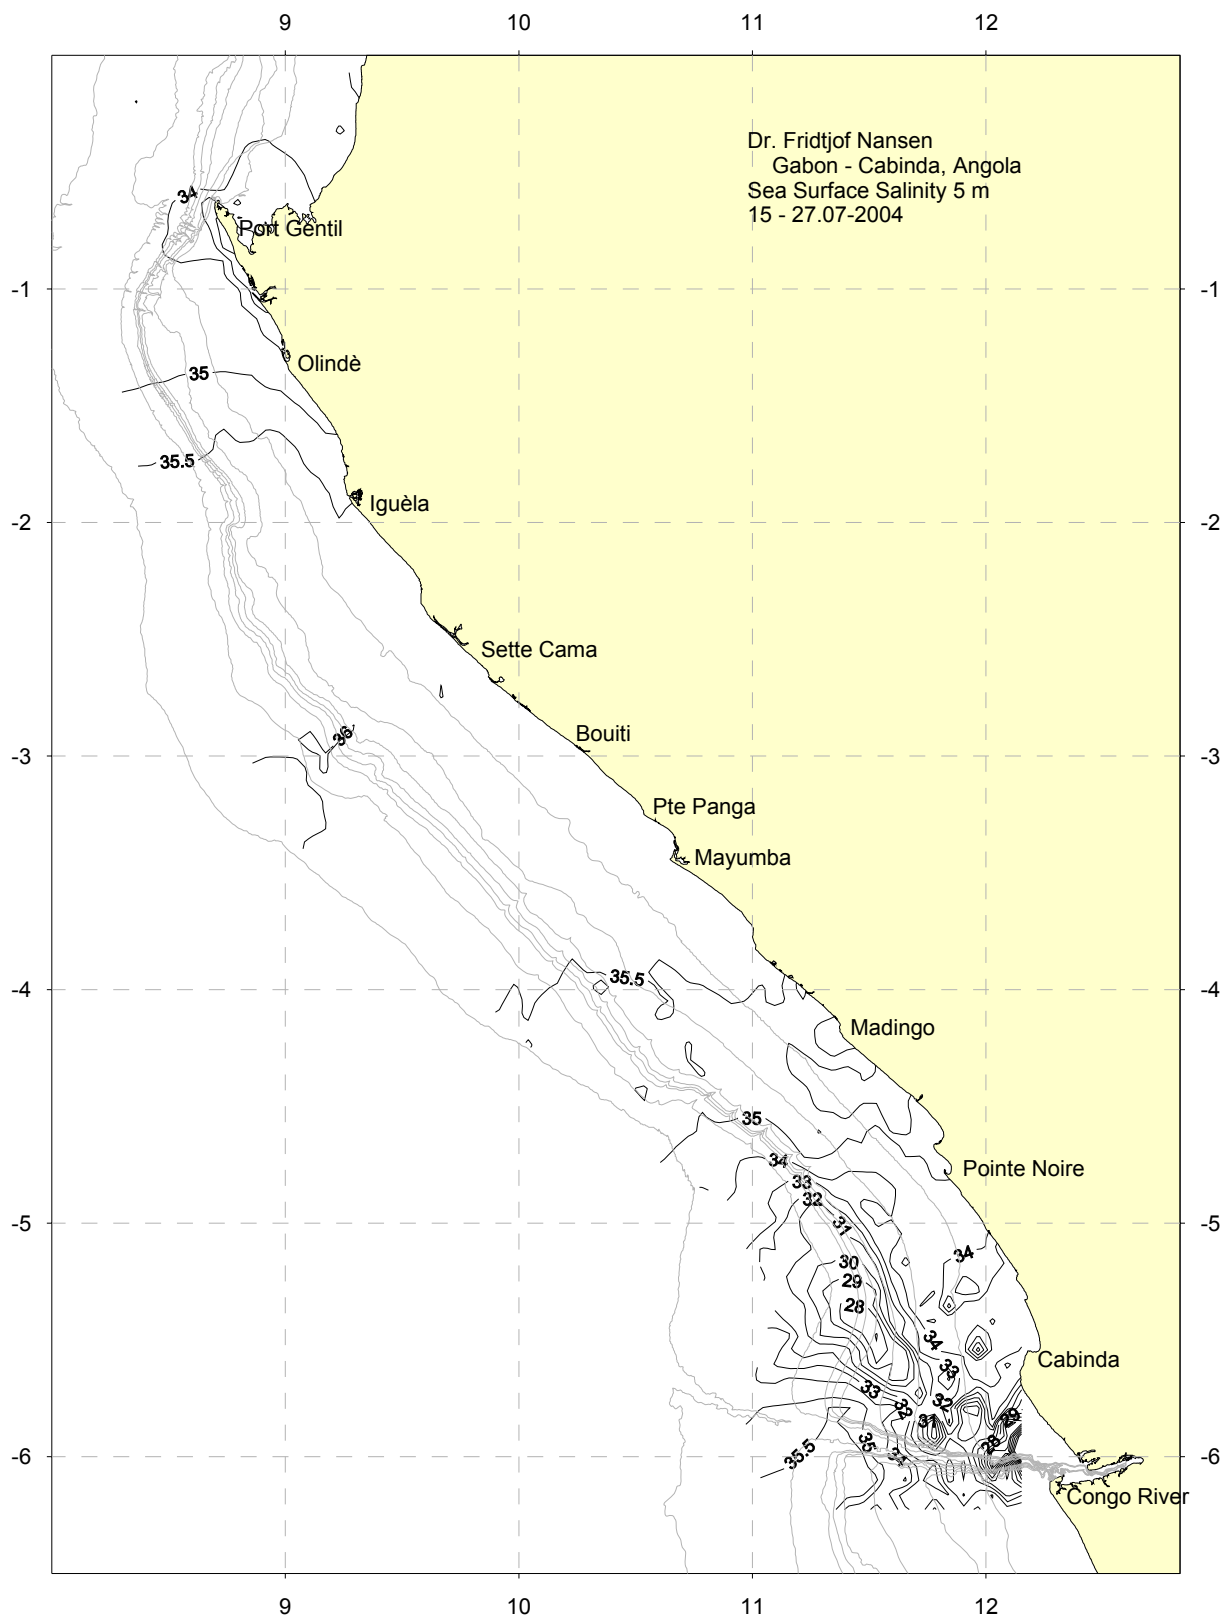 9 10 11 12
Dr. Fridtjof Nansen
Gabon - Cabinda, Angola
Sea Surface Salinity 5 m
15 - 27.07-2004
34
Port Gentil
-1 -1
Olindè
35
35.5
Iguèla
-2 -2
Sette Cama
36
Bouiti
-3 -3
Pte Panga
Mayumba
35.5
-4 -4
Madingo
35
34
Pointe Noire
33
32
31
-5 -5
34
30
29
28
34
Cabinda
33
33
32
32
31
29
28
35
35.5
34
-6 -6
Congo River
9 10 11 12